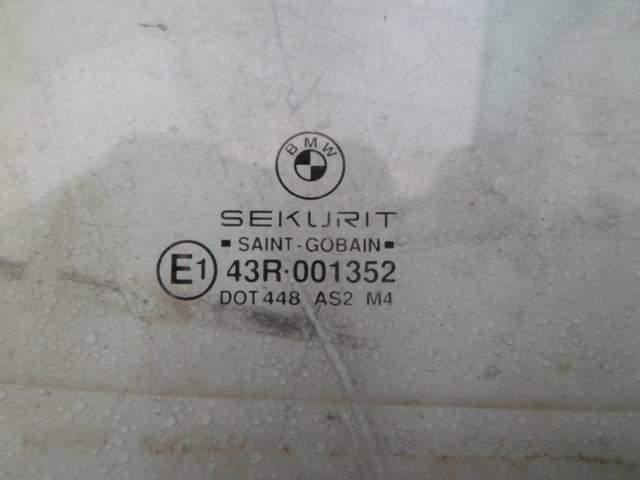 BMW
SEKURIT
▪ SAINT-GOBAIN ▪
E1 43R·001352
DOT448 AS2 M4